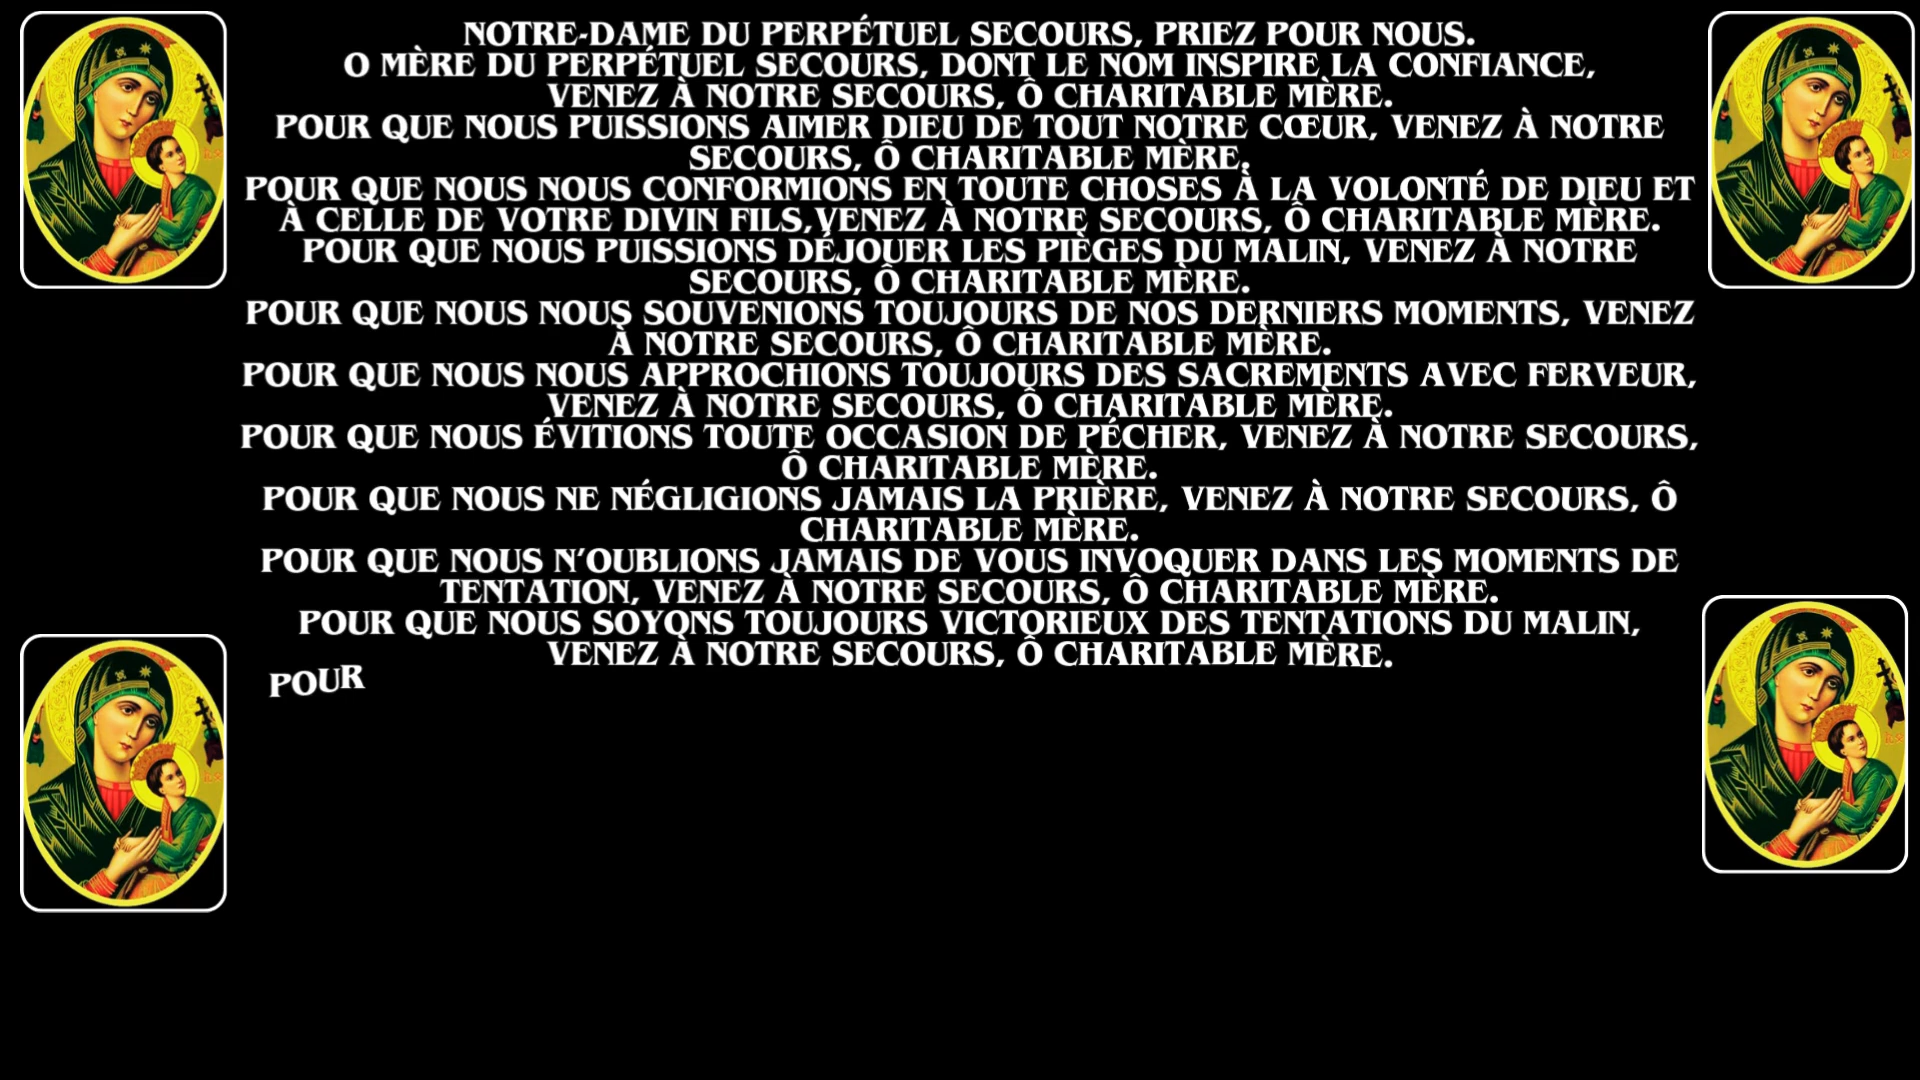 NOTRE-DAME DU PERPÉTUEL SECOURS, PRIEZ POUR NOUS.
O MÈRE DU PERPÉTUEL SECOURS, DONT LE NOM INSPIRE LA CONFIANCE,
VENEZ À NOTRE SECOURS, Ô CHARITABLE MÈRE.
POUR QUE NOUS PUISSIONS AIMER DIEU DE TOUT NOTRE CŒUR, VENEZ À NOTRE
SECOURS, Ô CHARITABLE MÈRE.
POUR QUE NOUS NOUS CONFORMIONS EN TOUTE CHOSES À LA VOLONTÉ DE DIEU ET
À CELLE DE VOTRE DIVIN FILS,VENEZ À NOTRE SECOURS, Ô CHARITABLE MÈRE.
POUR QUE NOUS PUISSIONS DÉJOUER LES PIÈGES DU MALIN, VENEZ À NOTRE
SECOURS, Ô CHARITABLE MÈRE.
POUR QUE NOUS NOUS SOUVENIONS TOUJOURS DE NOS DERNIERS MOMENTS, VENEZ
À NOTRE SECOURS, Ô CHARITABLE MÈRE.
POUR QUE NOUS NOUS APPROCHIONS TOUJOURS DES SACREMENTS AVEC FERVEUR,
VENEZ À NOTRE SECOURS, Ô CHARITABLE MÈRE.
POUR QUE NOUS ÉVITIONS TOUTE OCCASION DE PÉCHER, VENEZ À NOTRE SECOURS,
Ô CHARITABLE MÈRE.
POUR QUE NOUS NE NÉGLIGIONS JAMAIS LA PRIÈRE, VENEZ À NOTRE SECOURS, Ô
CHARITABLE MÈRE.
POUR QUE NOUS N’OUBLIONS JAMAIS DE VOUS INVOQUER DANS LES MOMENTS DE
TENTATION, VENEZ À NOTRE SECOURS, Ô CHARITABLE MÈRE.
POUR QUE NOUS SOYONS TOUJOURS VICTORIEUX DES TENTATIONS DU MALIN,
VENEZ À NOTRE SECOURS, Ô CHARITABLE MÈRE.
POUR